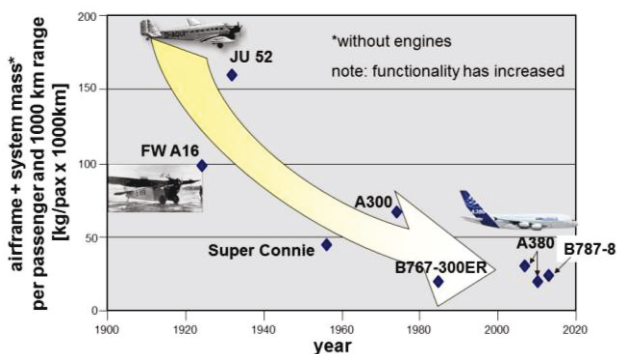 airframe + system mass*
per passenger and 1000 km range
[kg/pax x 1000km]
200
150
100
50
0
*without engines
note: functionality has increased
JU 52
FW A16
A300
Super Connie
B767-300ER
A380
B787-8
1900
1920
1940
1960
1980
2000
2020
year